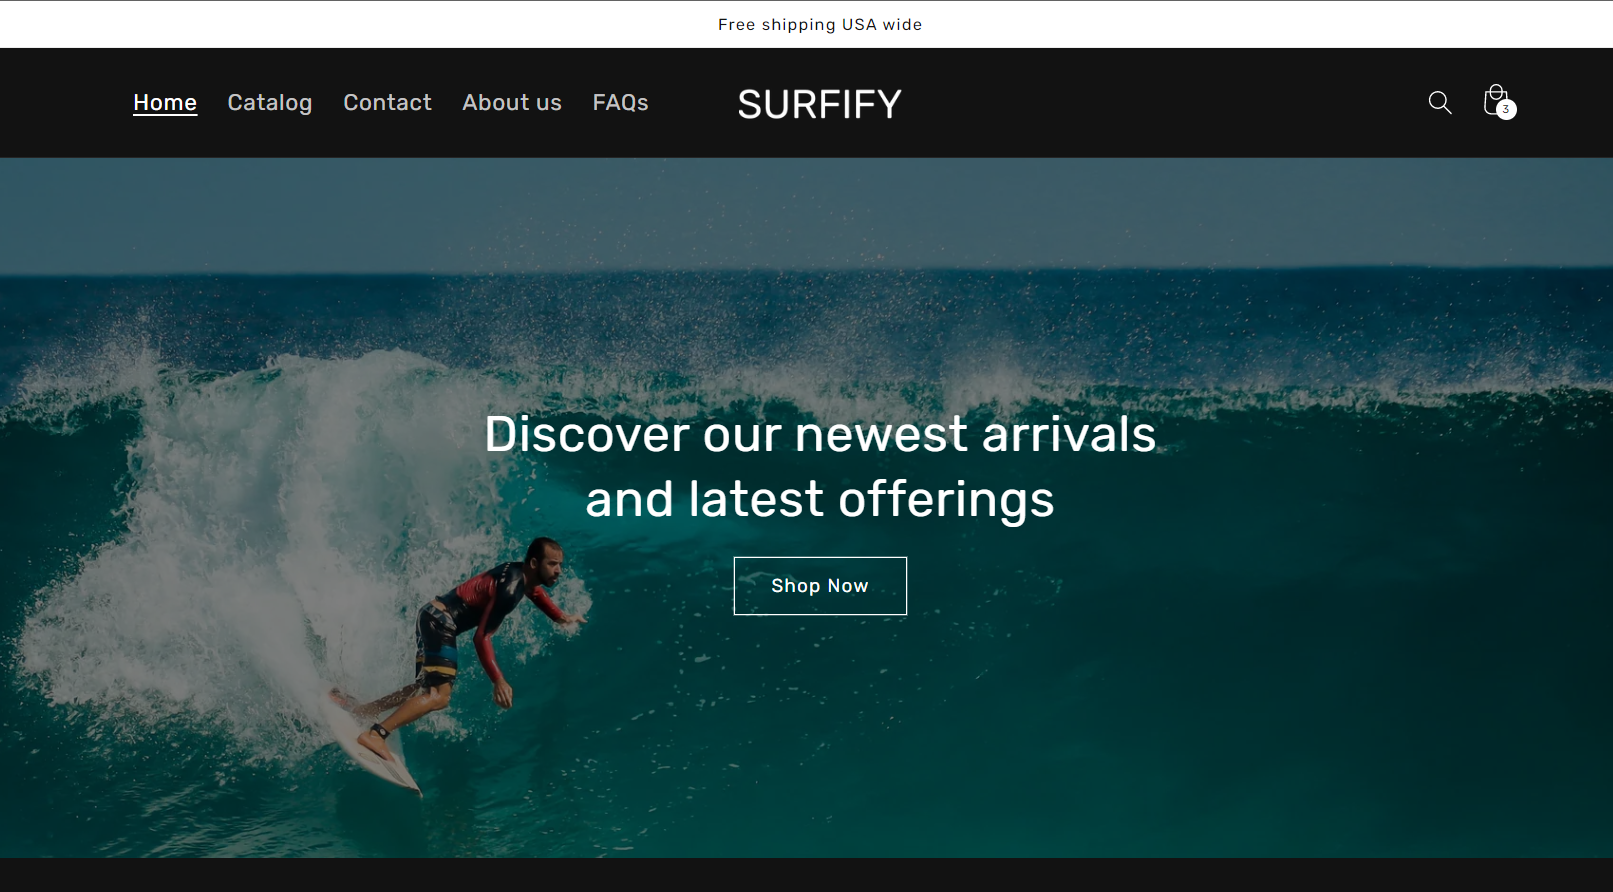 Free shipping USA wide
Home Catalog Contact About us FAQs SURFIFY 3
Discover our newest arrivals
and latest offerings
Shop Now